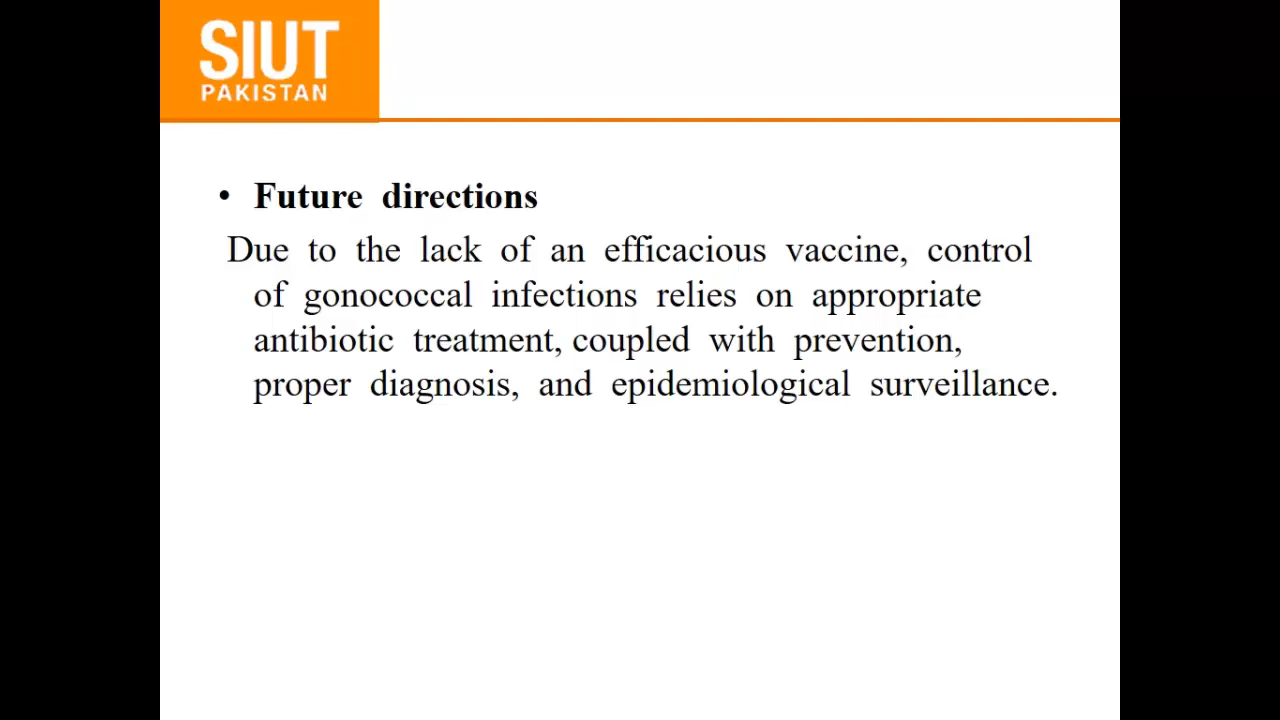 SIUT
PAKISTAN
• Future directions
Due to the lack of an efficacious vaccine, control
of gonococcal infections relies on appropriate
antibiotic treatment, coupled with prevention,
proper diagnosis, and epidemiological surveillance.